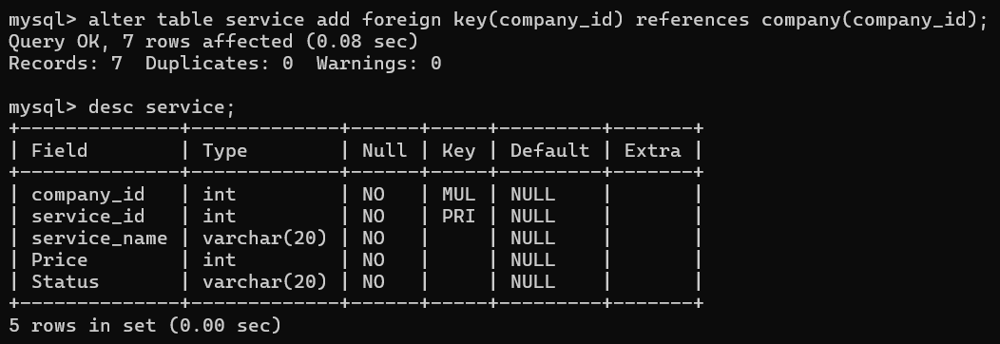 mysql> alter table service add foreign key(company_id) references company(company_id);
Query OK, 7 rows affected (0.08 sec)
Records: 7  Duplicates: 0  Warnings: 0

mysql> desc service;
+--------------+-------------+------+-----+---------+-------+
| Field        | Type        | Null | Key | Default | Extra |
+--------------+-------------+------+-----+---------+-------+
| company_id   | int         | NO   | MUL | NULL    |       |
| service_id   | int         | NO   | PRI | NULL    |       |
| service_name | varchar(20) | NO   |     | NULL    |       |
| Price        | int         | NO   |     | NULL    |       |
| Status       | varchar(20) | NO   |     | NULL    |       |
+--------------+-------------+------+-----+---------+-------+
5 rows in set (0.00 sec)